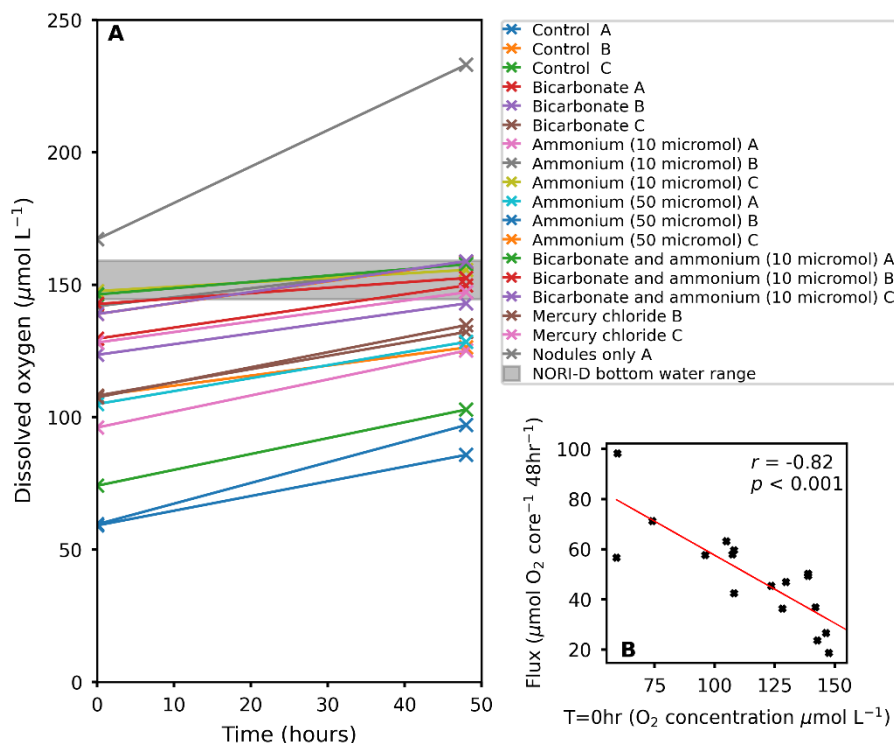 A
250
200
150
100
50
0
0 10 20 30 40 50
Time (hours)
Dissolved oxygen (μmol L⁻¹)
Control A
Control B
Control C
Bicarbonate A
Bicarbonate B
Bicarbonate C
Ammonium (10 micromol) A
Ammonium (10 micromol) B
Ammonium (10 micromol) C
Ammonium (50 micromol) A
Ammonium (50 micromol) B
Ammonium (50 micromol) C
Bicarbonate and ammonium (10 micromol) A
Bicarbonate and ammonium (10 micromol) B
Bicarbonate and ammonium (10 micromol) C
Mercury chloride B
Mercury chloride C
Nodules only A
NORI-D bottom water range
r = -0.82
p < 0.001
B
100
80
60
40
20
75 100 125 150
T=0hr (O₂ concentration μmol L⁻¹)
Flux (μmol O₂ core⁻¹ 48hr⁻¹)